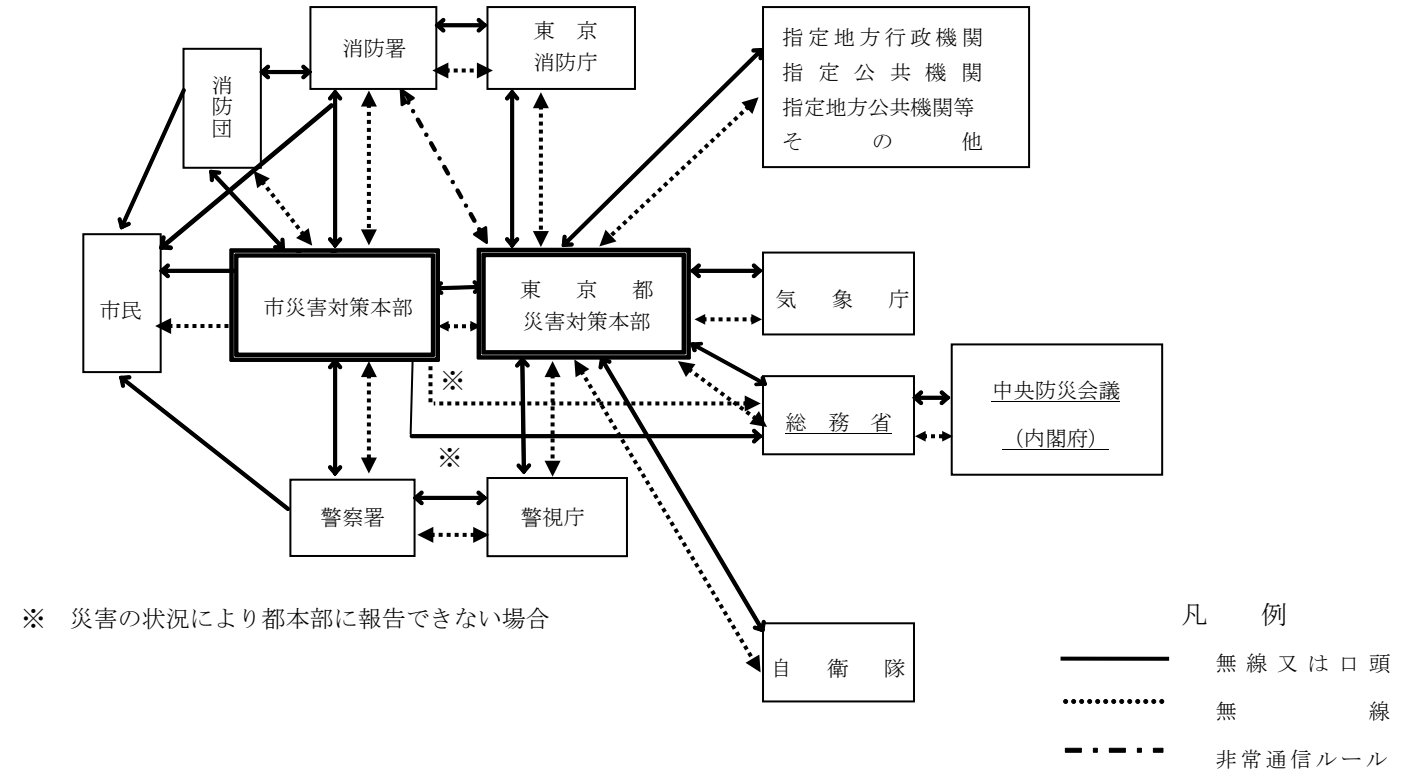 消防署
東　京
消防庁
指定地方行政機関
指定公共機関
指定地方公共機関等
その他
消防団
市民
市災害対策本部
東　京　都
災害対策本部
気　象　庁
※
※
総　務　省
中央防災会議
（内閣府）
警察署
警視庁
自　衛　隊
※　災害の状況により都本部に報告できない場合
凡　例
無線又は口頭
無　線
非常通信ルール